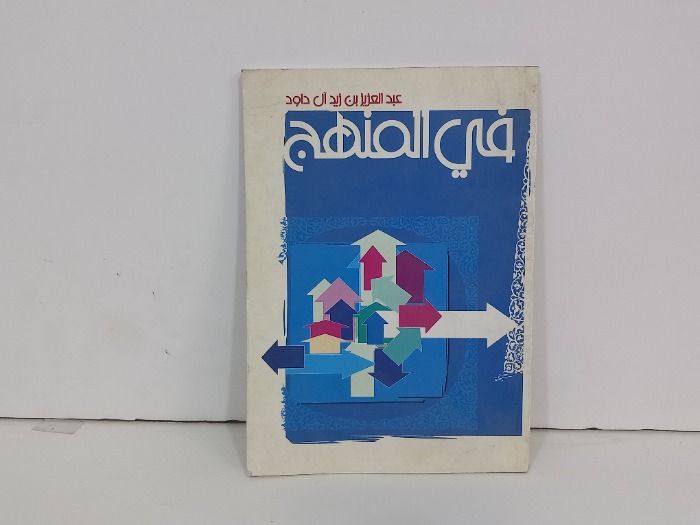 عبد العزيز بن زيد آل داود
في المنهج